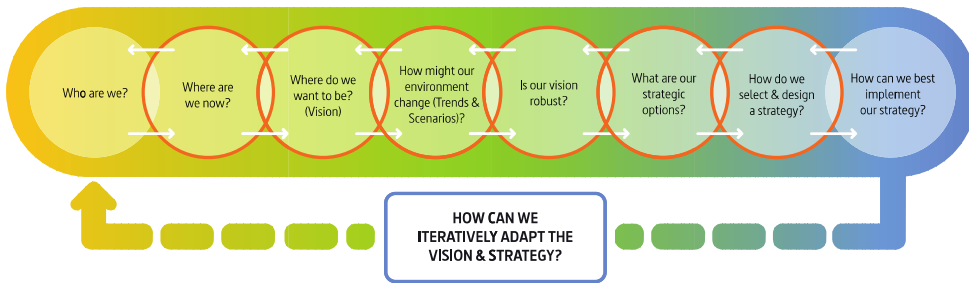 Who are we?
Where are
we now?
Where do we
want to be?
(Vision)
How might our
environment
change (Trends &
Scenarios)?
Is our vision
robust?
What are our
strategic
options?
How do we
select & design
a strategy?
How can we best
implement
our strategy?
HOW CAN WE
ITERATIVELY ADAPT THE
VISION & STRATEGY?